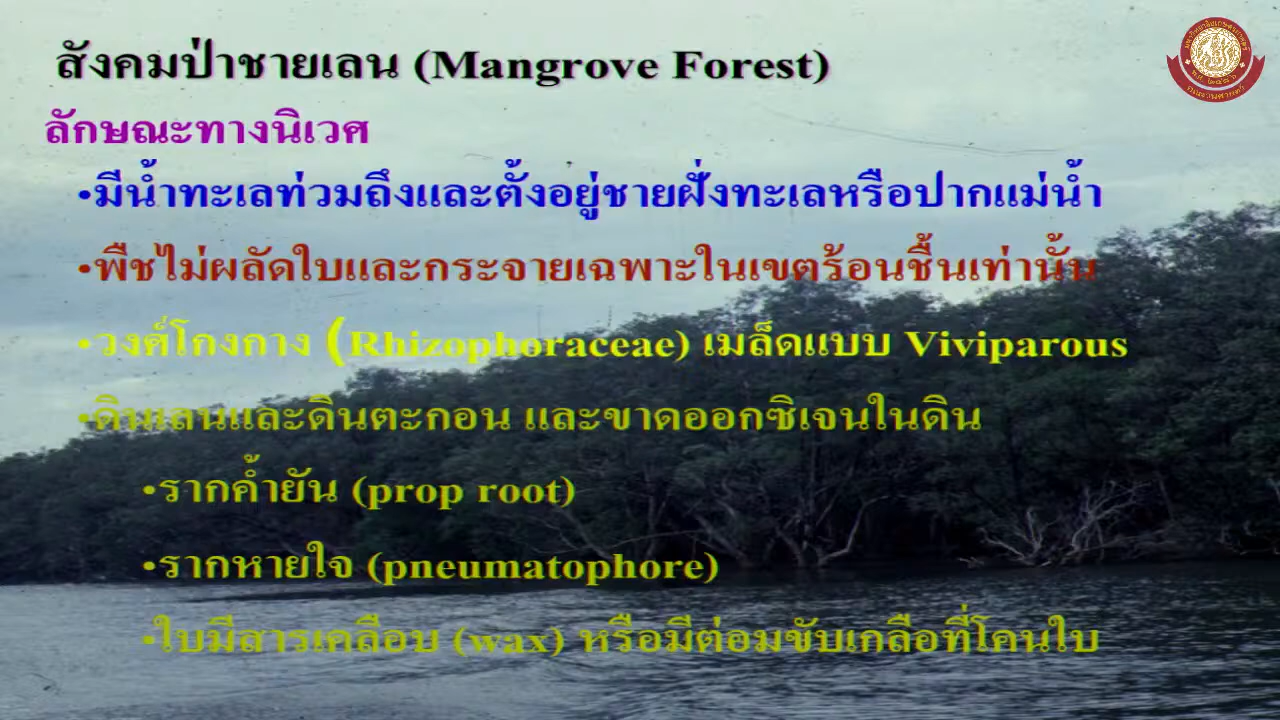 สังคมป่าชายเลน (Mangrove Forest)
ลักษณะทางนิเวศ
•มีน้ำทะเลท่วมถึงและตั้งอยู่ชายฝั่งทะเลหรือปากแม่น้ำ
•พืชไม่ผลัดใบและกระจายเฉพาะในเขตร้อนชื้นเท่านั้น
•วงศ์โกงกาง (Rhizophoraceae) เมล็ดแบบ Viviparous
•ดินเลนและดินตะกอน และขาดออกซิเจนในดิน
•รากค้ำยัน (prop root)
•รากหายใจ (pneumatophore)
•ใบมีสารเคลือบ (wax) หรือมีต่อมขับเกลือที่โคนใบ